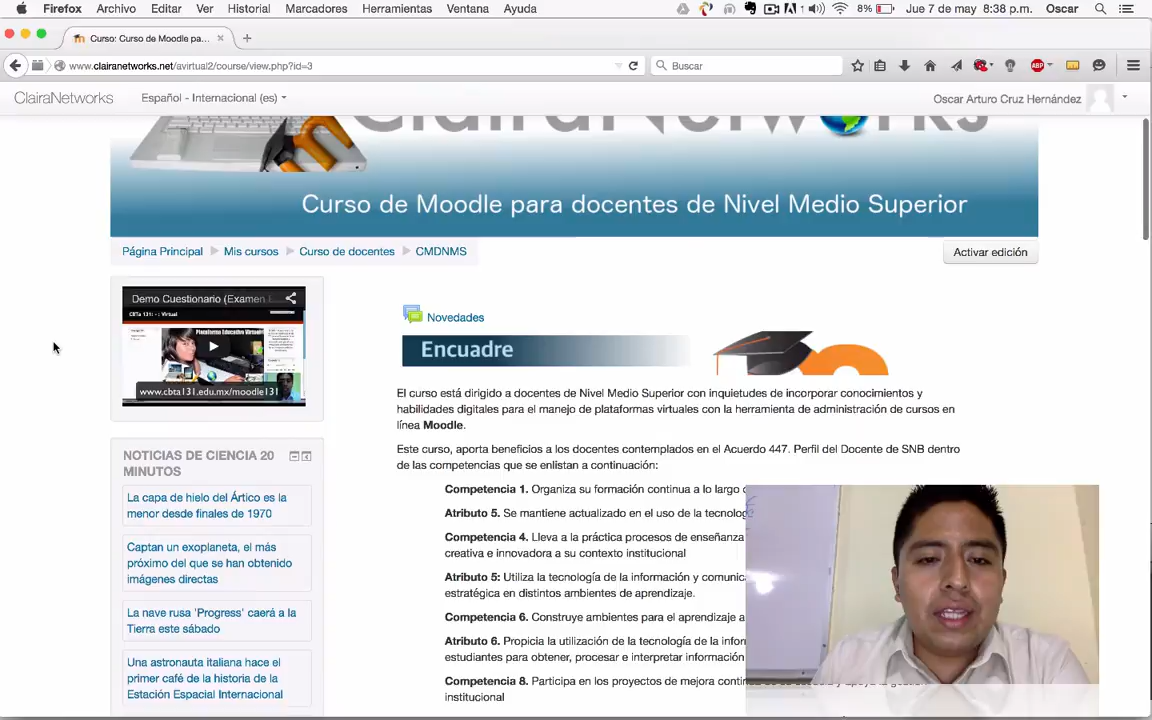 Firefox Archivo Editar Ver Historial Marcadores Herramientas Ventana Ayuda 1 8% Jue 7 de may 8:38 p.m. Oscar
Curso: Curso de Moodle pa... × +
www.clairanetworks.net/avirtual2/course/view.php?id=3 Buscar ABP
ClairaNetworks Español - Internacional (es) Oscar Arturo Cruz Hernández
ClairaNetworks
Curso de Moodle para docentes de Nivel Medio Superior
Página Principal Mis cursos Curso de docentes CMDNMS Activar edición
Demo Cuestionario (Examen
CBTA 131: - : Virtual
Plataforma Educativa Virtual
www.cbta131.edu.mx/moodle131
NOTICIAS DE CIENCIA 20
MINUTOS
La capa de hielo del Ártico es la
menor desde finales de 1970
Captan un exoplaneta, el más
próximo del que se han obtenido
imágenes directas
La nave rusa 'Progress' caerá a la
Tierra este sábado
Una astronauta italiana hace el
primer café de la historia de la
Estación Espacial Internacional
Novedades
Encuadre
El curso está dirigido a docentes de Nivel Medio Superior con inquietudes de incorporar conocimientos y
habilidades digitales para el manejo de plataformas virtuales con la herramienta de administración de cursos en
línea Moodle.
Este curso, aporta beneficios a los docentes contemplados en el Acuerdo 447. Perfil del Docente de SNB dentro
de las competencias que se enlistan a continuación:
Competencia 1. Organiza su formación continua a lo largo
Atributo 5. Se mantiene actualizado en el uso de la tecnolog
Competencia 4. Lleva a la práctica procesos de enseñanza
creativa e innovadora a su contexto institucional
Atributo 5: Utiliza la tecnología de la información y comunica
estratégica en distintos ambientes de aprendizaje.
Competencia 6. Construye ambientes para el aprendizaje a
Atributo 6. Propicia la utilización de la tecnología de la infor
estudiantes para obtener, procesar e interpretar información
Competencia 8. Participa en los proyectos de mejora contin
institucional